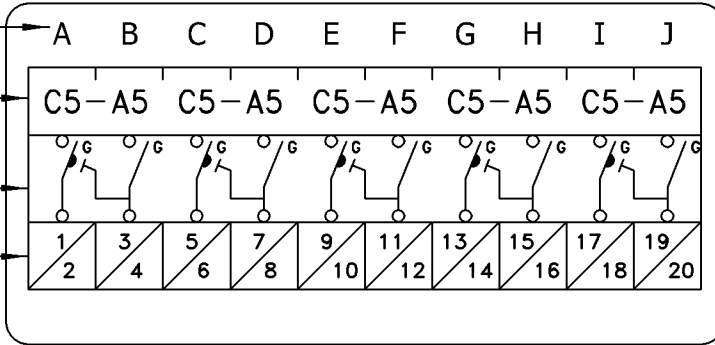 A B C D E F G H I J
C5-A5 C5-A5 C5-A5 C5-A5 C5-A5
G G G G G G G G G G
1 3 5 7 9 11 13 15 17 19
2 4 6 8 10 12 14 16 18 20